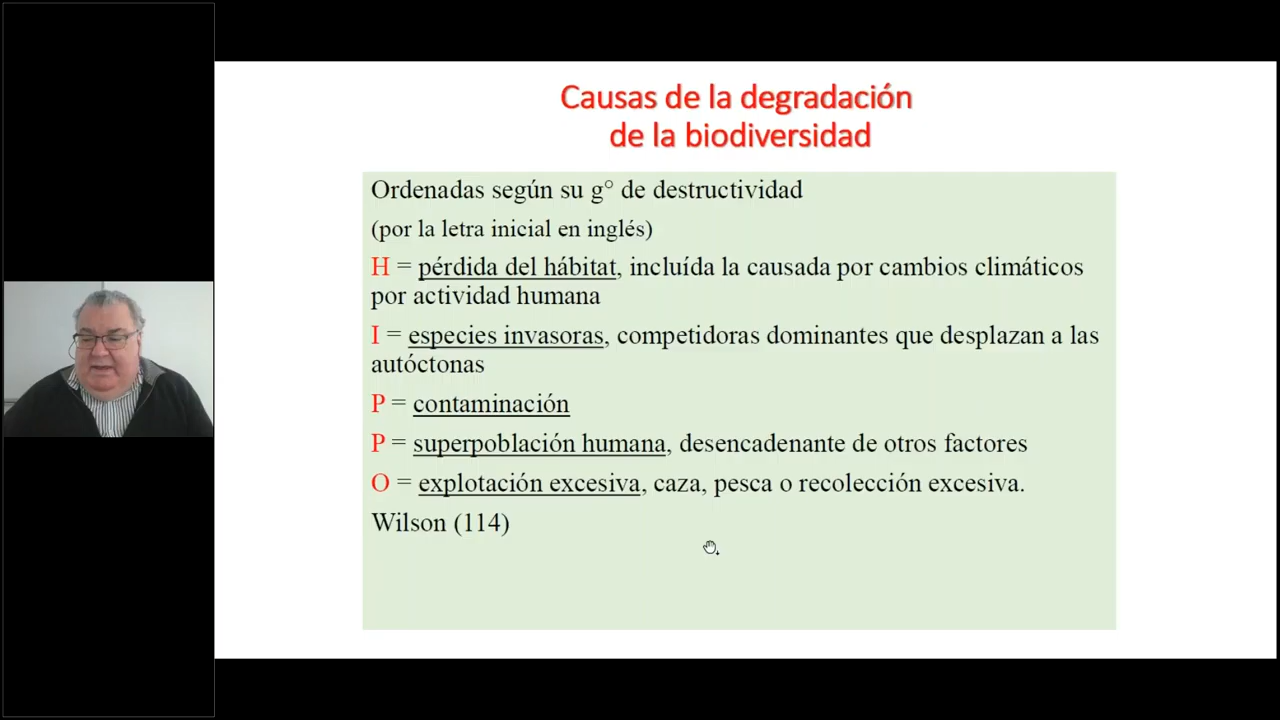 Causas de la degradación
de la biodiversidad
Ordenadas según su g° de destructividad
(por la letra inicial en inglés)
H = pérdida del hábitat, incluída la causada por cambios climáticos
por actividad humana
I = especies invasoras, competidoras dominantes que desplazan a las
autóctonas
P = contaminación
P = superpoblación humana, desencadenante de otros factores
O = explotación excesiva, caza, pesca o recolección excesiva.
Wilson (114)